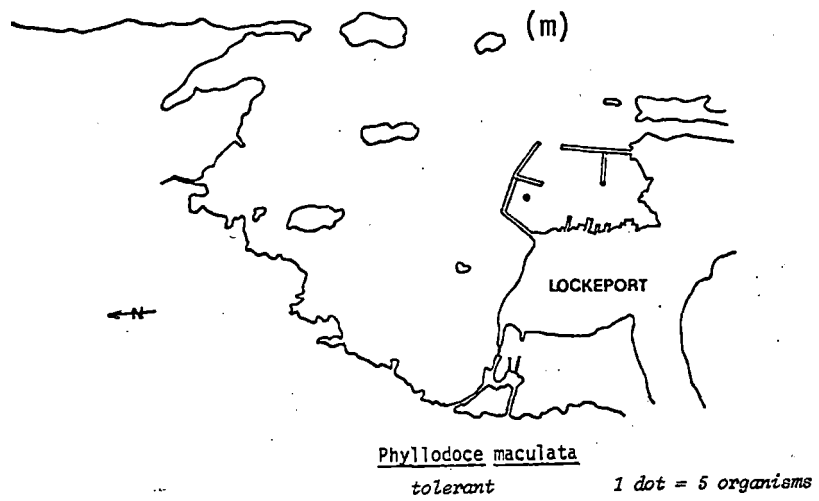 (m)
LOCKEPORT
N
Phyllodoce maculata
tolerant
1 dot = 5 organisms